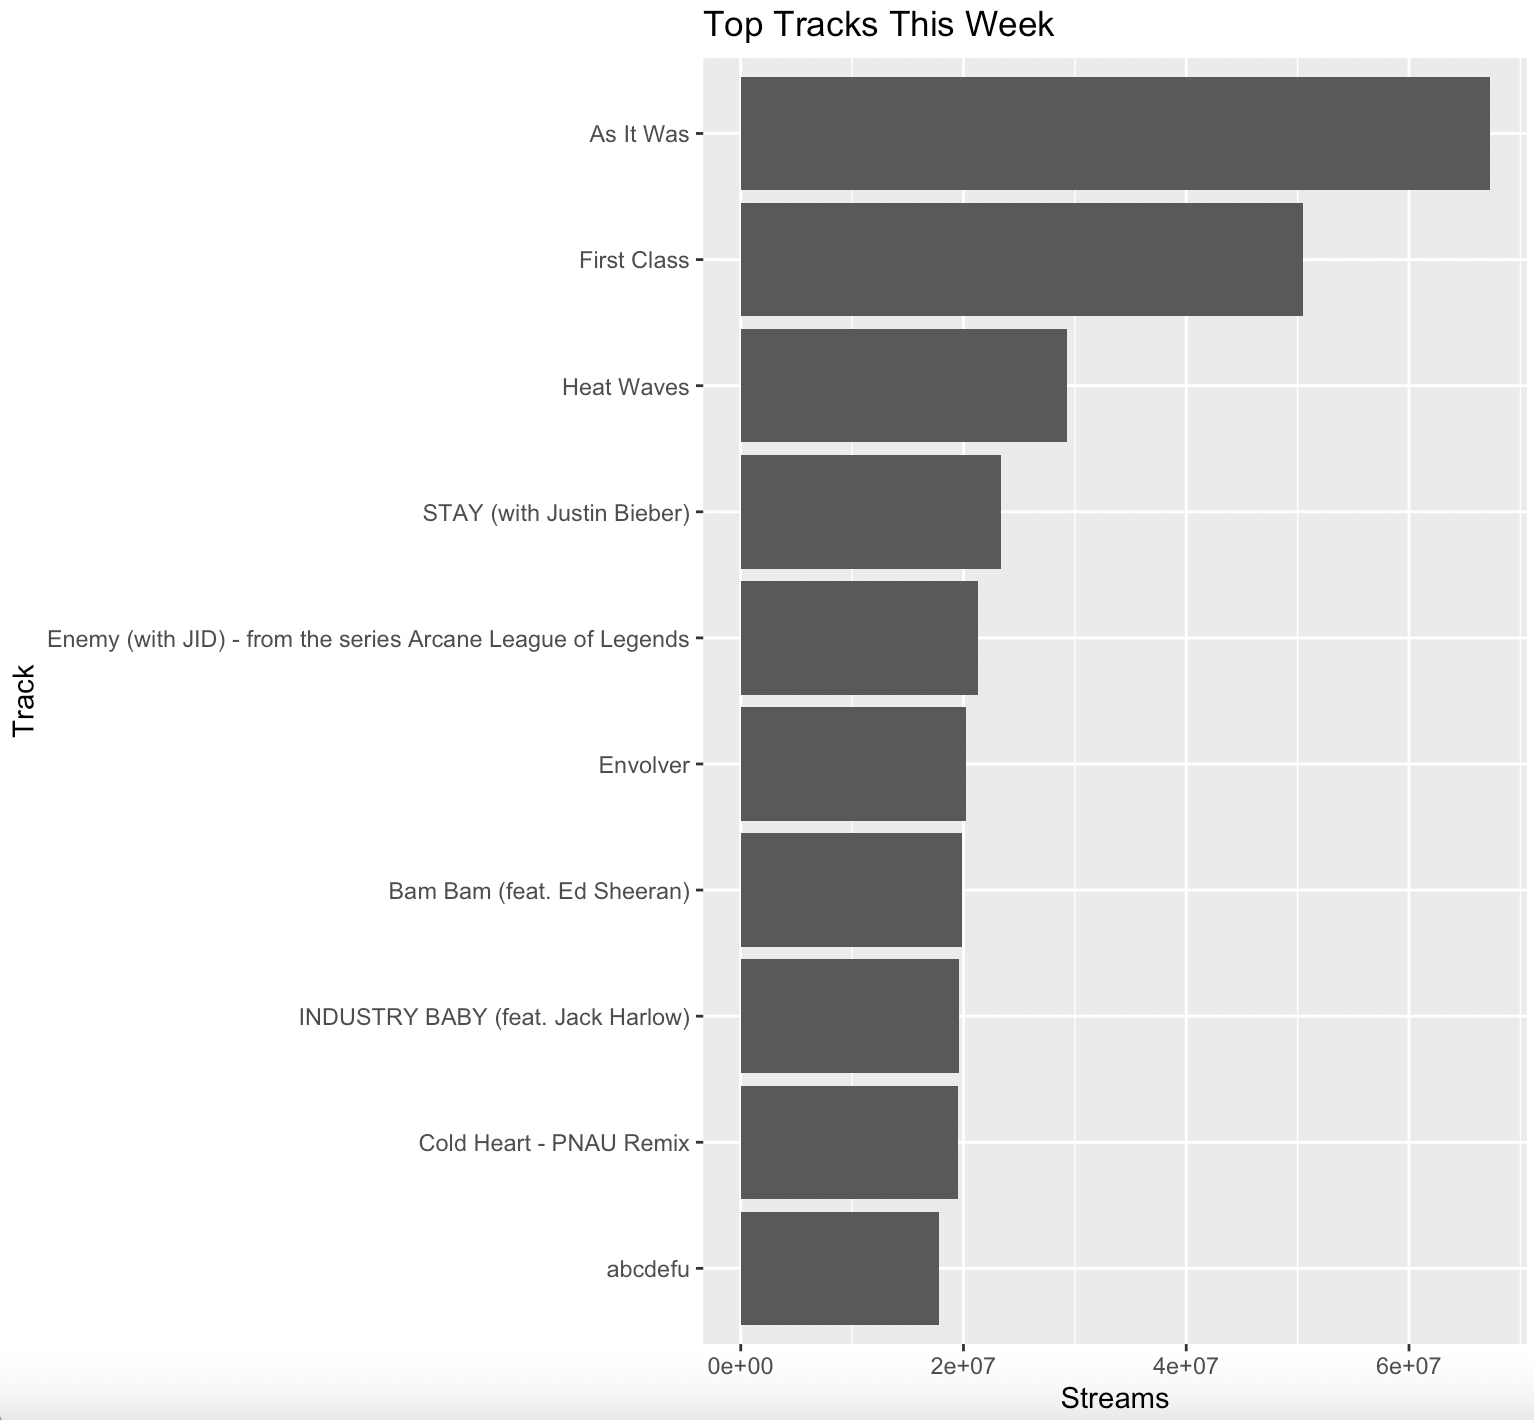 Top Tracks This Week
As It Was
First Class
Heat Waves
STAY (with Justin Bieber)
Enemy (with JID) - from the series Arcane League of Legends
Envolver
Bam Bam (feat. Ed Sheeran)
INDUSTRY BABY (feat. Jack Harlow)
Cold Heart - PNAU Remix
abcdefu
Track
0e+00 2e+07 4e+07 6e+07
Streams